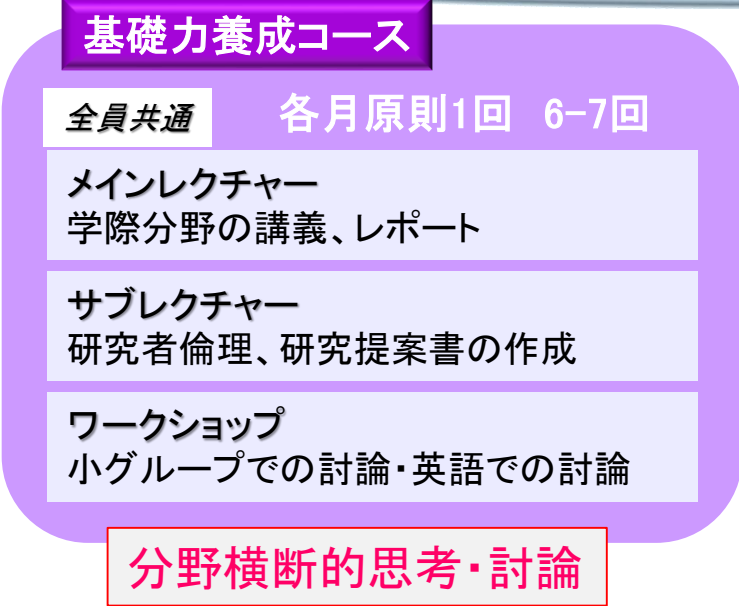 基礎力養成コース
全員共通 各月原則1回 6-7回
メインレクチャー
学際分野の講義、レポート
サブレクチャー
研究者倫理、研究提案書の作成
ワークショップ
小グループでの討論・英語での討論
分野横断的思考・討論